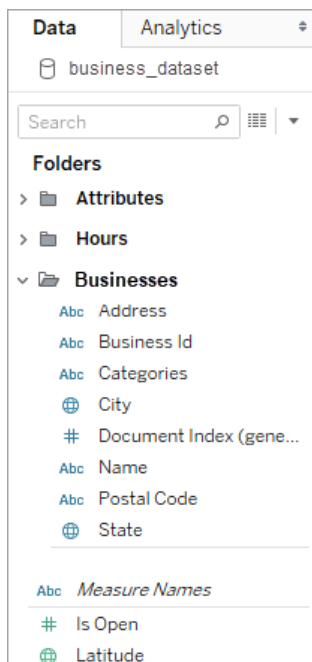 Data Analytics
business_dataset
Search
Folders
Attributes
Hours
Businesses
Abc Address
Abc Business Id
Abc Categories
City
# Document Index (gene...
Abc Name
Abc Postal Code
State
Abc Measure Names
# Is Open
Latitude